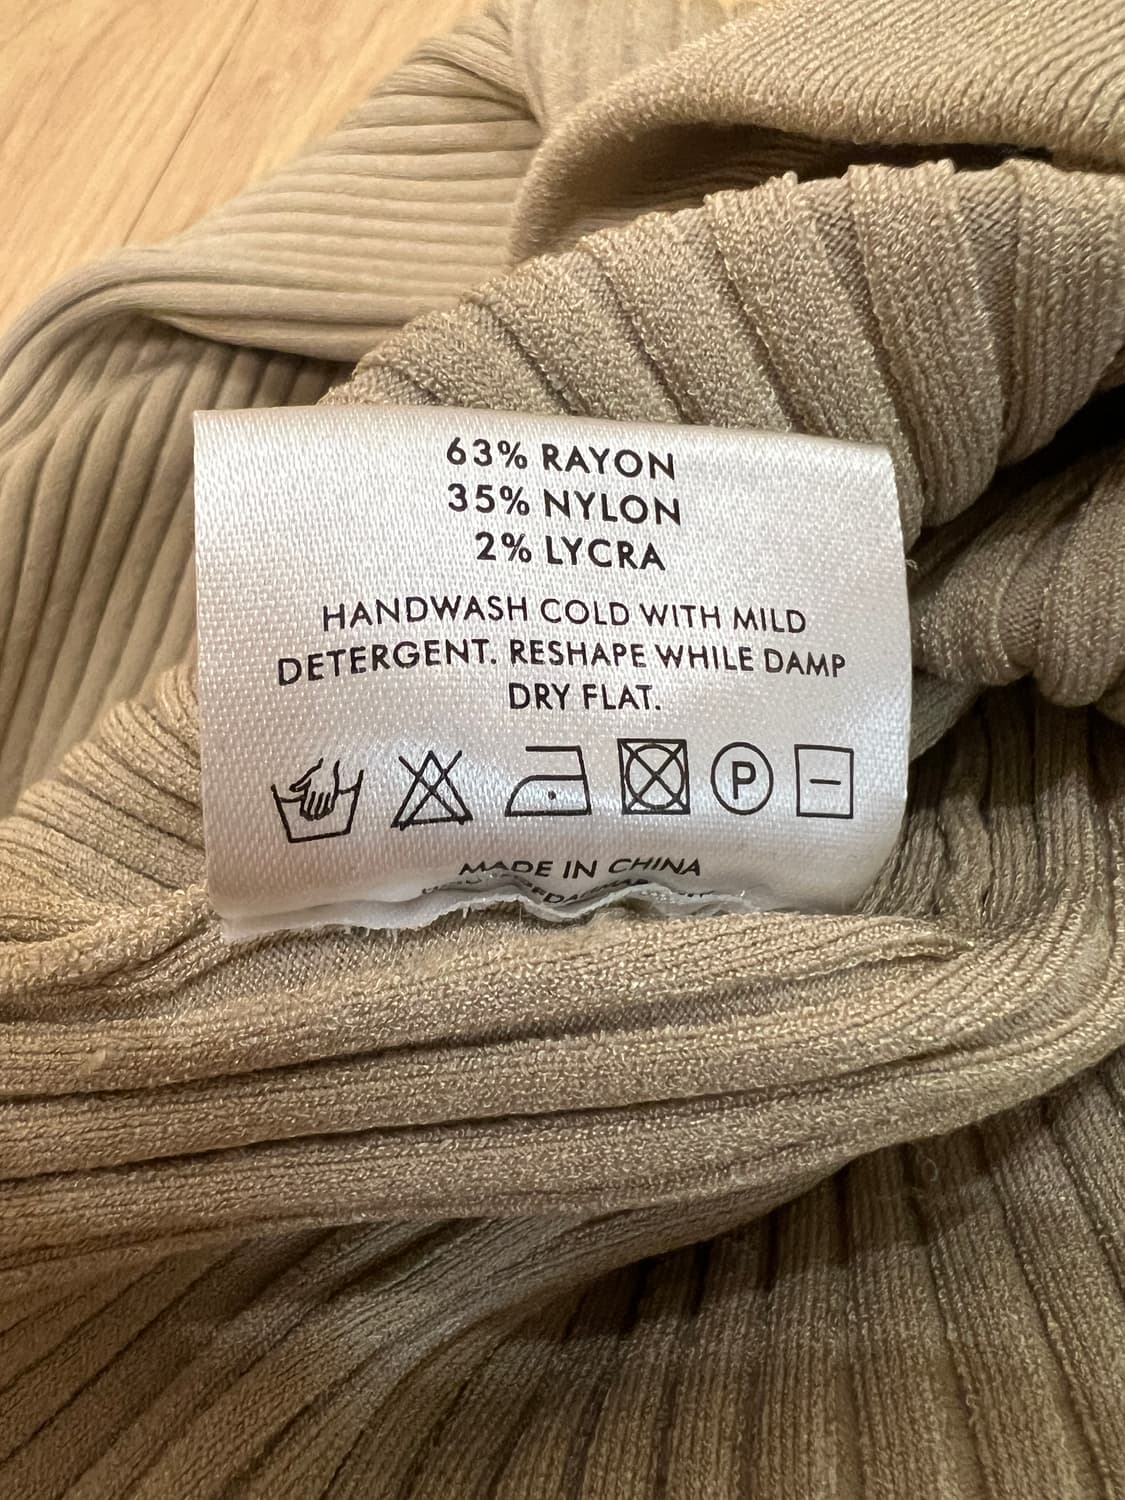 63% RAYON
35% NYLON
2% LYCRA
HANDWASH COLD WITH MILD
DETERGENT. RESHAPE WHILE DAMP
DRY FLAT.
P
MADE IN CHINA